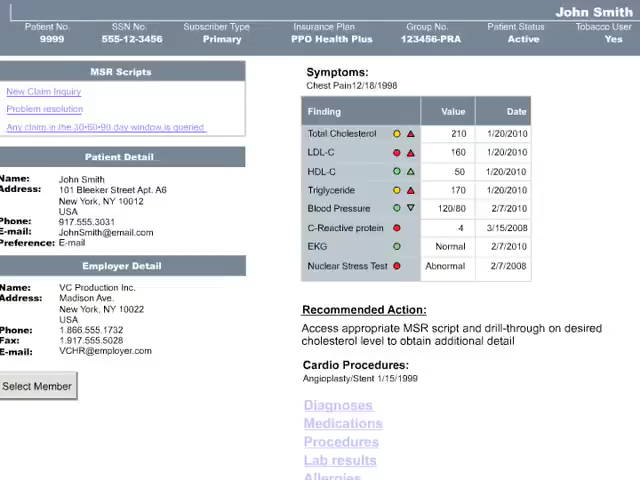 John Smith
Patient No. SSN No. Subscriber Type Insurance Plan Group No. Patient Status Tobacco User
9999 555-12-3456 Primary PPO Health Plus 123456-PRA Active Yes
MSR Scripts
New Claim Inquiry
Problem resolution
Any claim in the 30-60-90 day window is queried
Patient Detail
Name: John Smith
Address: 101 Bleeker Street Apt. A6
New York, NY 10012
USA
Phone: 917.555.3031
E-mail: JohnSmith@email.com
Preference: E-mail
Employer Detail
Name: VC Production Inc.
Address: Madison Ave.
New York, NY 10022
USA
Phone: 1.866.555.1732
Fax: 1.917.555.5028
E-mail: VCHR@employer.com
Select Member
Symptoms:
Chest Pain12/18/1998
Finding Value Date
Total Cholesterol 210 1/20/2010
LDL-C 160 1/20/2010
HDL-C 50 1/20/2010
Triglyceride 170 1/20/2010
Blood Pressure 120/80 2/7/2010
C-Reactive protein 4 3/15/2008
EKG Normal 2/7/2010
Nuclear Stress Test Abnormal 2/7/2008
Recommended Action:
Access appropriate MSR script and drill-through on desired
cholesterol level to obtain additional detail
Cardio Procedures:
Angioplasty/Stent 1/15/1999
Diagnoses
Medications
Procedures
Lab results
Allergies